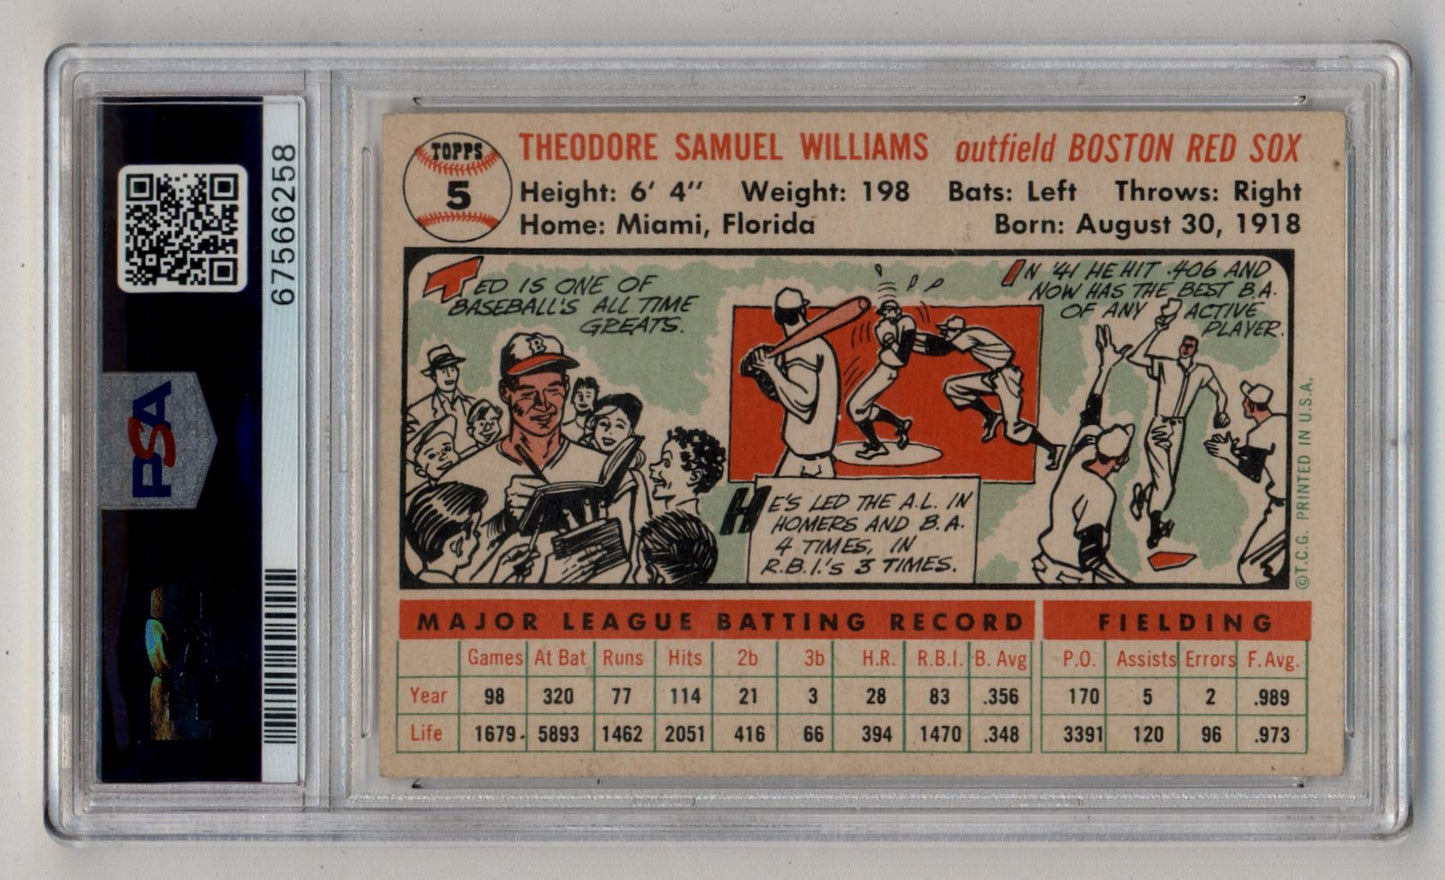 67566258
PSA
TOPPS
5
THEODORE SAMUEL WILLIAMS outfield BOSTON RED SOX
Height: 6' 4" Weight: 198 Bats: Left Throws: Right
Home: Miami, Florida Born: August 30, 1918
TED IS ONE OF
BASEBALL'S ALL TIME
GREATS.
B
HE'S LED THE A.L. IN
HOMERS AND B.A.
4 TIMES, IN
R.B.I.'S 3 TIMES.
IN '41 HE HIT .406 AND
NOW HAS THE BEST B.A.
OF ANY ACTIVE
PLAYER.
©T.C.G. PRINTED IN U.S.A.
MAJOR LEAGUE BATTING RECORD FIELDING
Games At Bat Runs Hits 2b 3b H.R. R.B.I. B. Avg P.O. Assists Errors F. Avg.
Year 98 320 77 114 21 3 28 83 .356 170 5 2 .989
Life 1679 5893 1462 2051 416 66 394 1470 .348 3391 120 96 .973